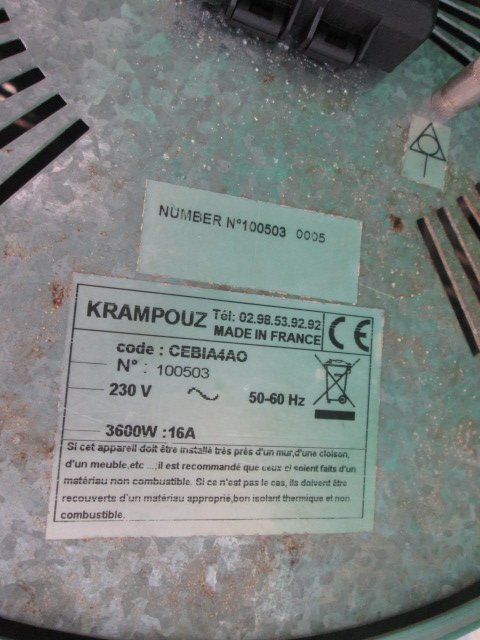 NUMBER N°100503 0005
KRAMPOUZ Tél: 02.98.53.92.92
MADE IN FRANCE
CE
code : CEBIA4AO
N° : 100503
230 V 50-60 Hz
3600W :16A
Si cet appareil doit être installé très près d'un mur,d'une cloison,
d'un meuble,etc ...,il est recommandé que ceux ci soient faits d'un
matériau non combustible. Si ce n'est pas le cas, ils doivent être
recouverts d'un matériau approprié,bon isolant thermique et non
combustible.